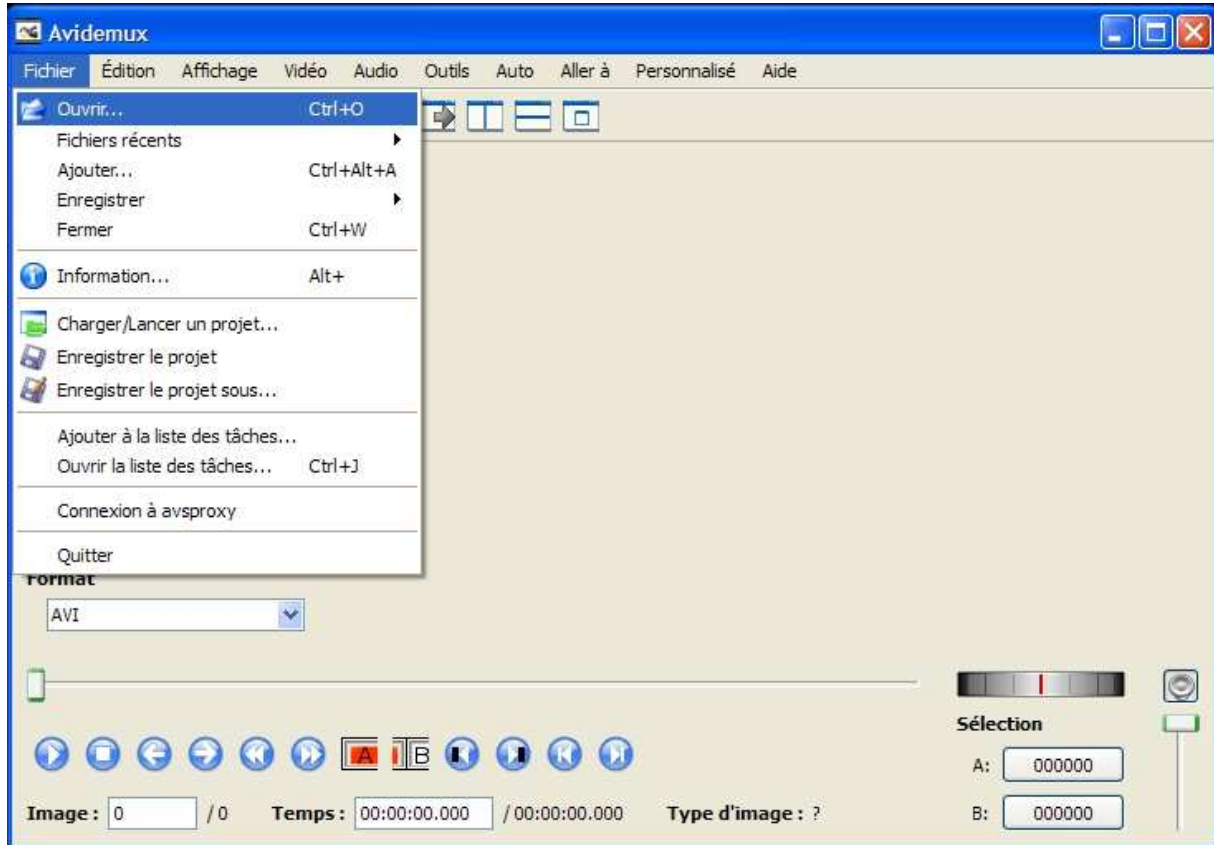 Avidemux
Fichier Édition Affichage Vidéo Audio Outils Auto Aller à Personnalisé Aide
Ouvrir... Ctrl+O
Fichiers récents
Ajouter... Ctrl+Alt+A
Enregistrer
Fermer Ctrl+W
Information... Alt+
Charger/Lancer un projet...
Enregistrer le projet
Enregistrer le projet sous...
Ajouter à la liste des tâches...
Ouvrir la liste des tâches... Ctrl+J
Connexion à avsproxy
Quitter
Format
AVI
Sélection
A B
A: 000000
Image : 0 / 0 Temps : 00:00:00.000 / 00:00:00.000 Type d'image : ? B: 000000